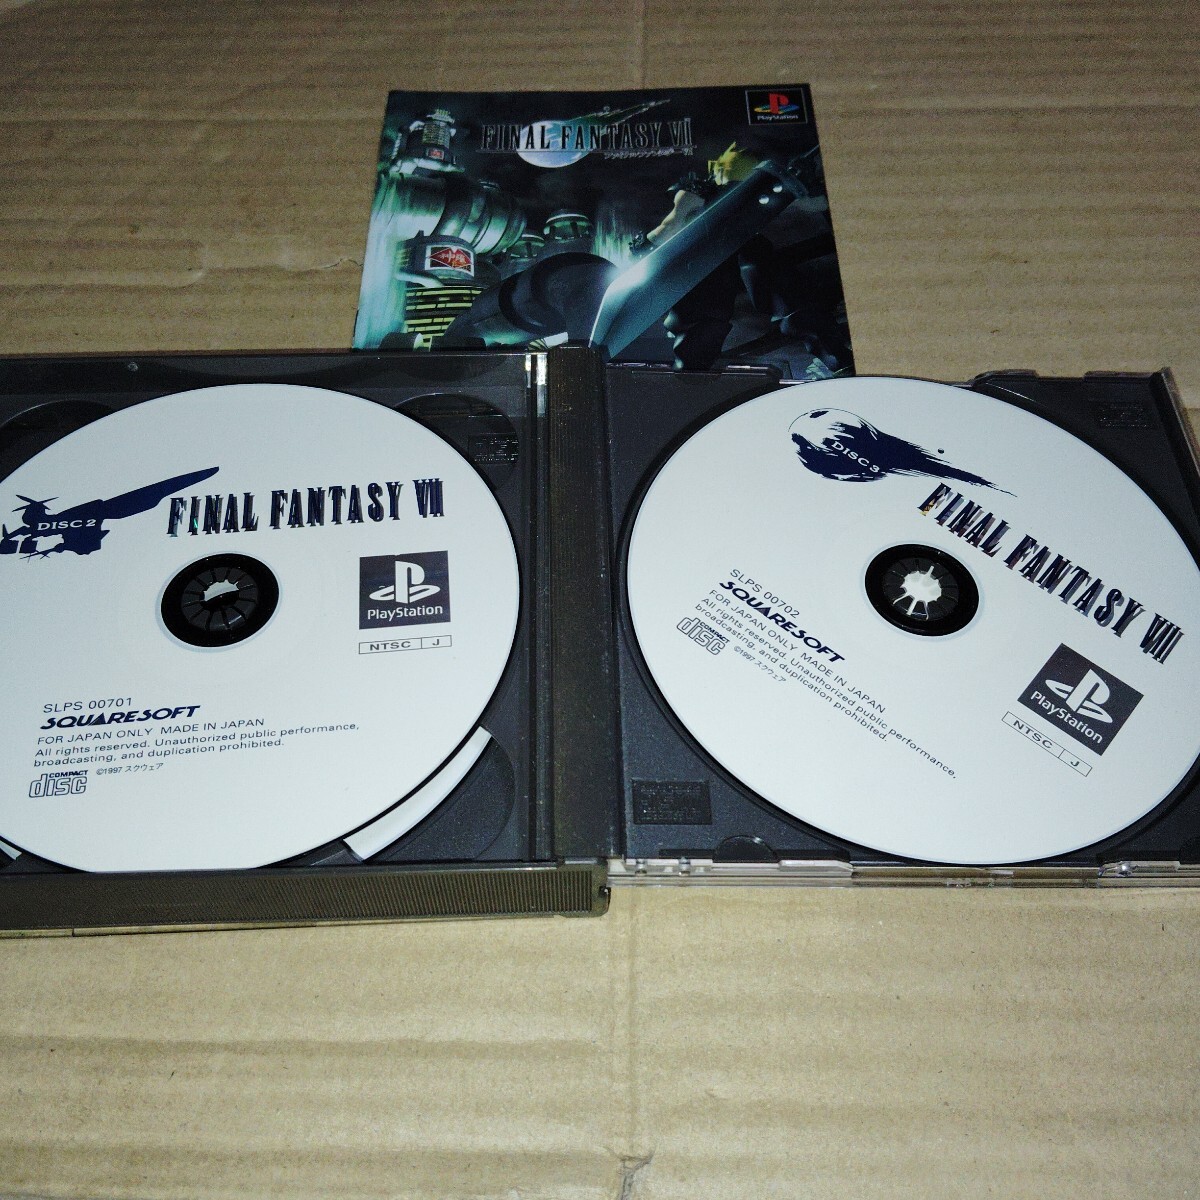 FINAL FANTASY VII
ファイナルファンタジーVII
PlayStation
神羅
DISC 2
FINAL FANTASY VII
PlayStation
NTSC J
SLPS 00701
SQUARESOFT
FOR JAPAN ONLY MADE IN JAPAN
All rights reserved. Unauthorized public performance,
broadcasting, and duplication prohibited.
COMPACT
disc
©1997 スクウェア
DISC 3
FINAL FANTASY VII
SLPS 00702
SQUARESOFT
FOR JAPAN ONLY MADE IN JAPAN
All rights reserved. Unauthorized public performance,
broadcasting, and duplication prohibited.
COMPACT
disc
©1997 スクウェア
PlayStation
NTSC J